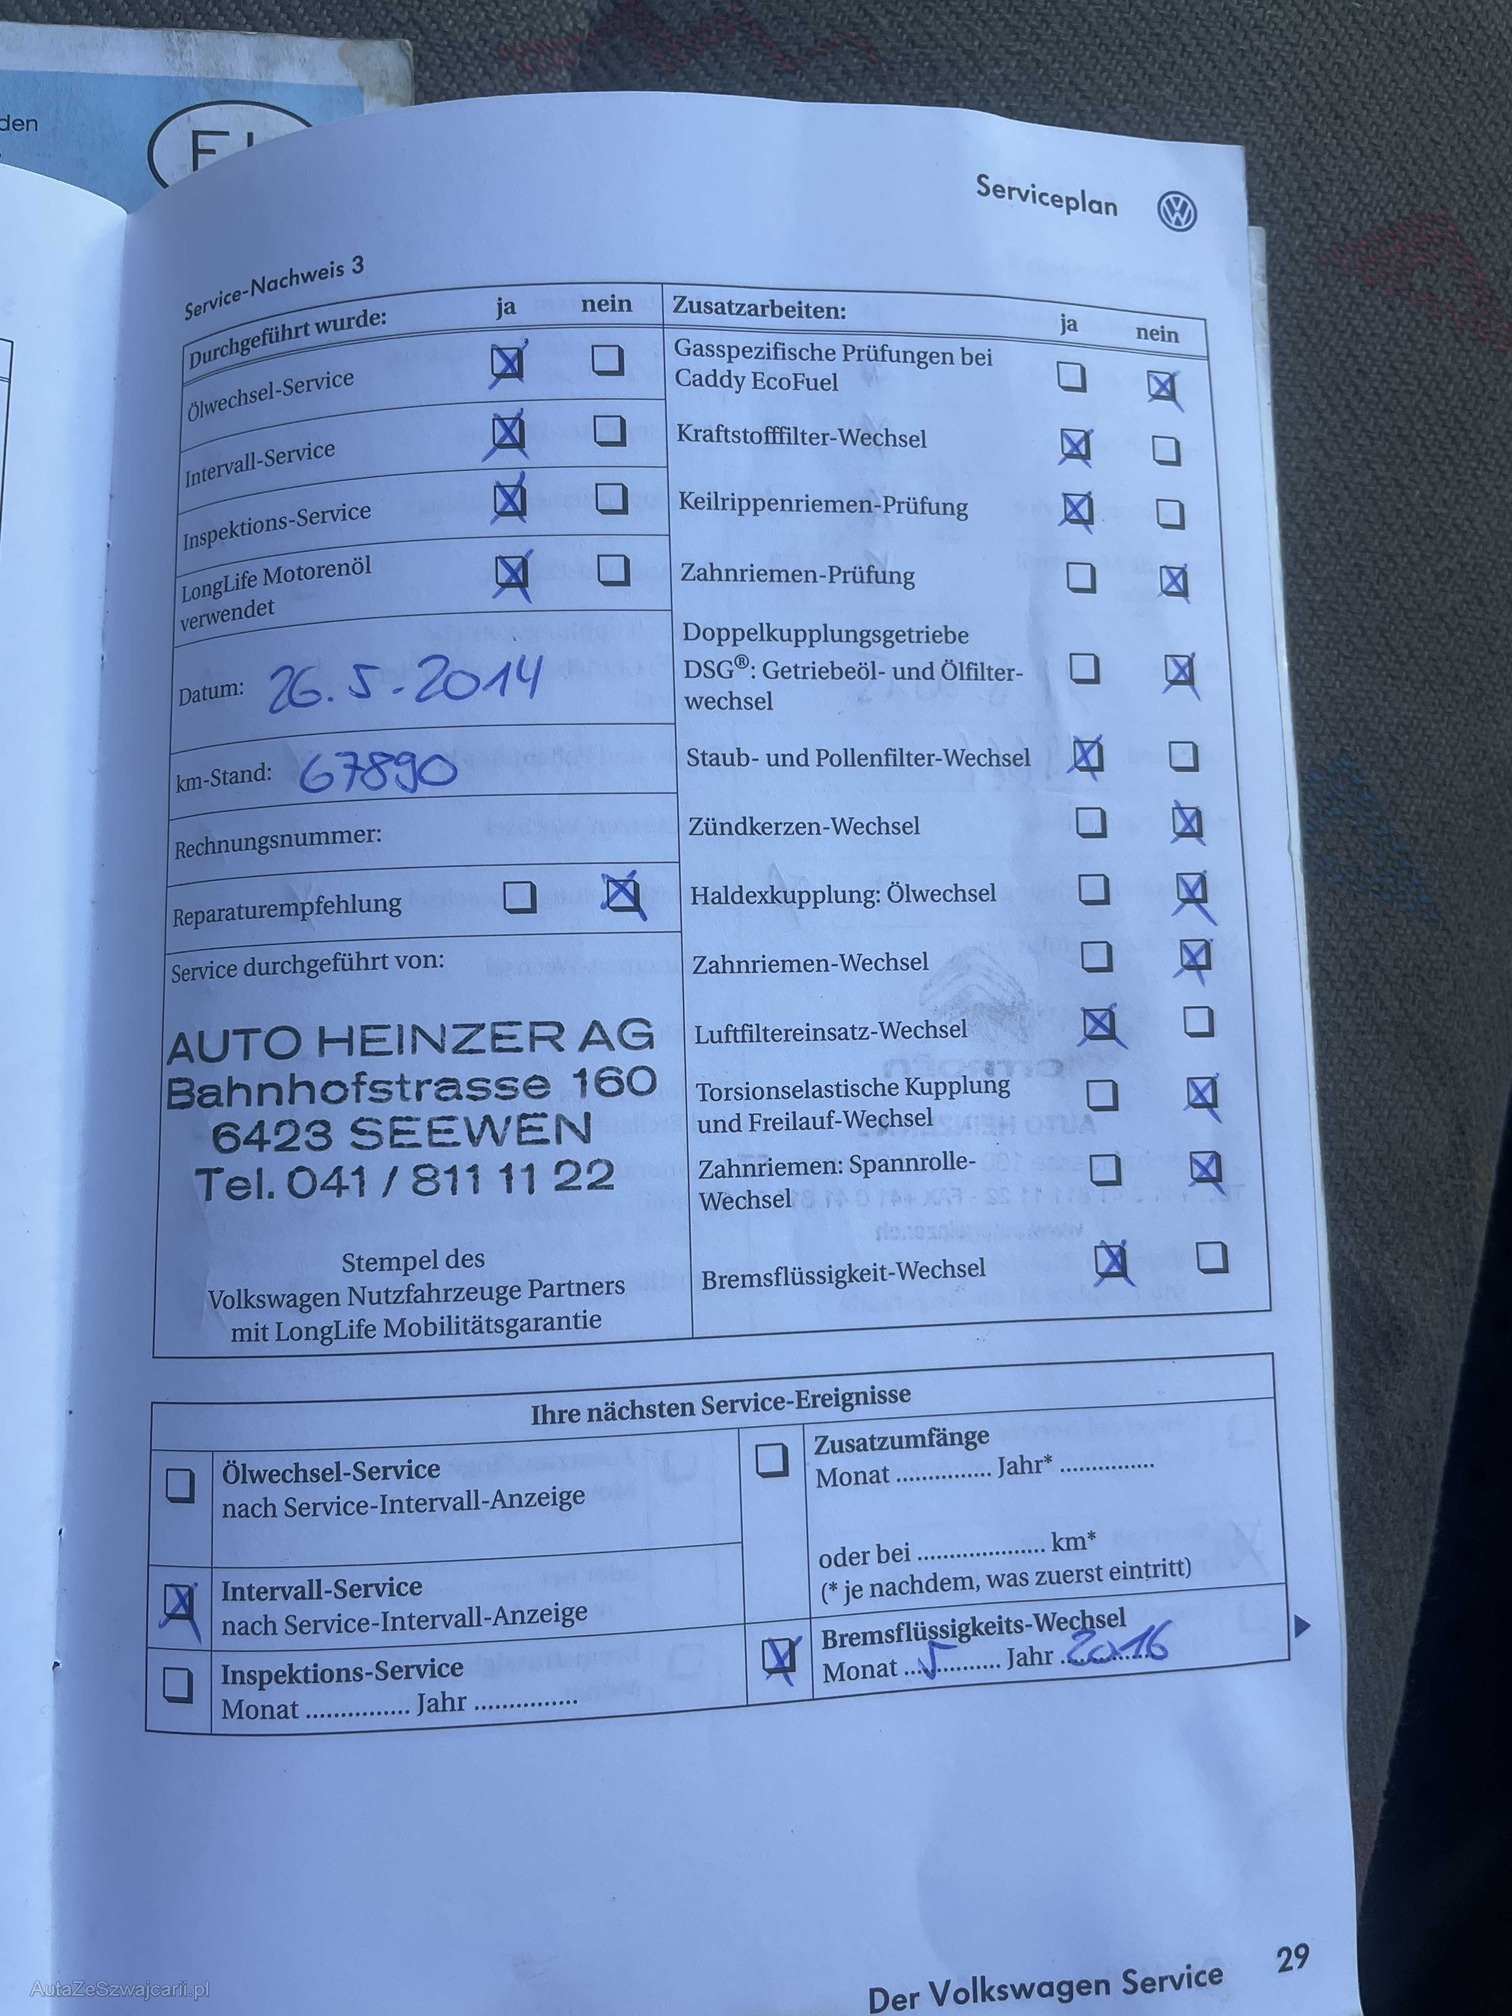 den
Serviceplan
Service-Nachweis 3
Durchgeführt wurde: ja nein
Ölwechsel-Service
Intervall-Service
Inspektions-Service
LongLife Motorenöl
verwendet
Datum: 26.5.2014
km-Stand: 67890
Rechnungsnummer:
Reparaturempfehlung
Service durchgeführt von:
AUTO HEINZER AG
Bahnhofstrasse 160
6423 SEEWEN
Tel. 041 / 811 11 22
Stempel des
Volkswagen Nutzfahrzeuge Partners
mit LongLife Mobilitätsgarantie
Zusatzarbeiten: ja nein
Gasspezifische Prüfungen bei
Caddy EcoFuel
Kraftstofffilter-Wechsel
Keilrippenriemen-Prüfung
Zahnriemen-Prüfung
Doppelkupplungsgetriebe
DSG®: Getriebeöl- und Ölfilter-
wechsel
Staub- und Pollenfilter-Wechsel
Zündkerzen-Wechsel
Haldexkupplung: Ölwechsel
Zahnriemen-Wechsel
Luftfiltereinsatz-Wechsel
Torsionselastische Kupplung
und Freilauf-Wechsel
Zahnriemen: Spannrolle-
Wechsel
Bremsflüssigkeit-Wechsel
Ihre nächsten Service-Ereignisse
Ölwechsel-Service
nach Service-Intervall-Anzeige
Intervall-Service
nach Service-Intervall-Anzeige
Inspektions-Service
Monat ............... Jahr ...............
Zusatzumfänge
Monat ............... Jahr* ...............
oder bei .................... km*
(* je nachdem, was zuerst eintritt)
Bremsflüssigkeits-Wechsel
Monat ...5.......... Jahr ..2016..
Der Volkswagen Service 29
AutaZeSzwajcarii.pl